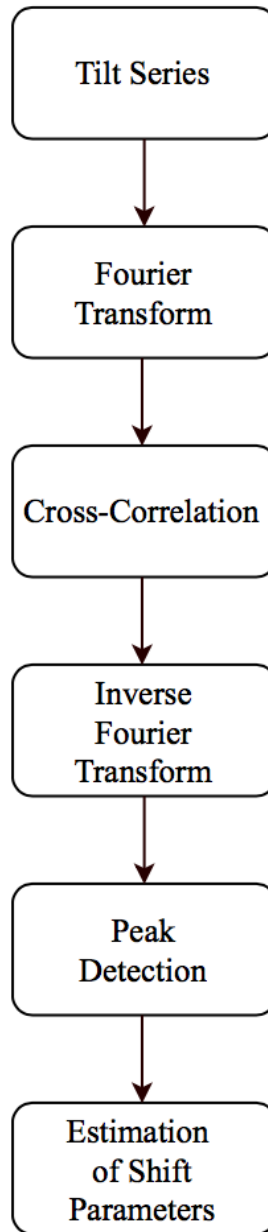 Tilt Series
Fourier
Transform
Cross-Correlation
Inverse
Fourier
Transform
Peak
Detection
Estimation
of Shift
Parameters